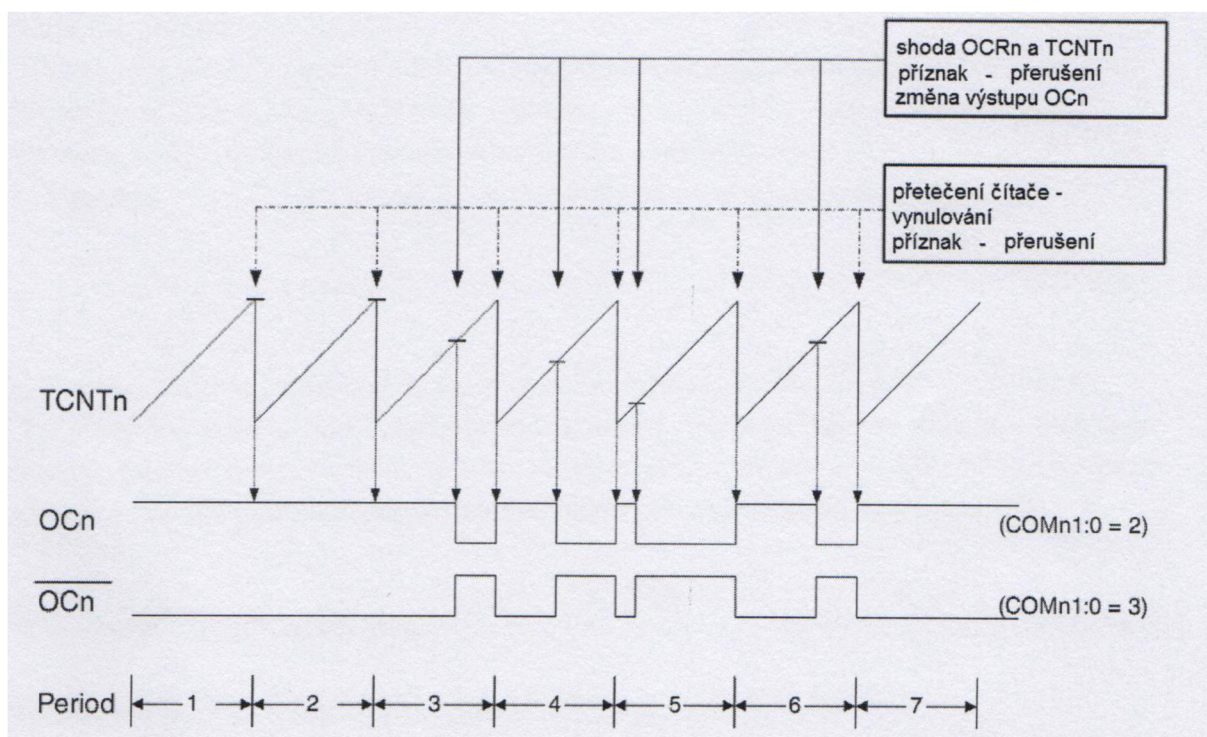 shoda OCRn a TCNTn
příznak - přerušení
změna výstupu OCn
přetečení čítače -
vynulování
příznak - přerušení
TCNTn
OCn
(COMn1:0 = 2)
OCn
(COMn1:0 = 3)
Period 1 2 3 4 5 6 7